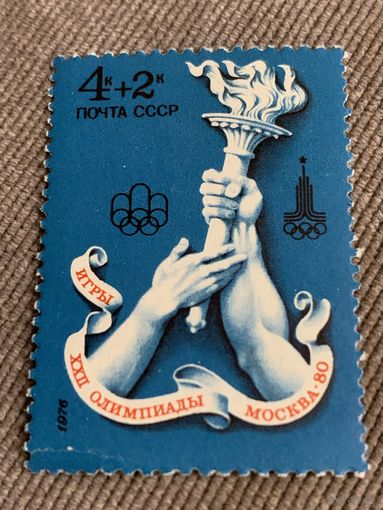 4к+2к
ПОЧТА СССР
ИГРЫ
XXII ОЛИМПИАДЫ
МОСКВА·80
1976